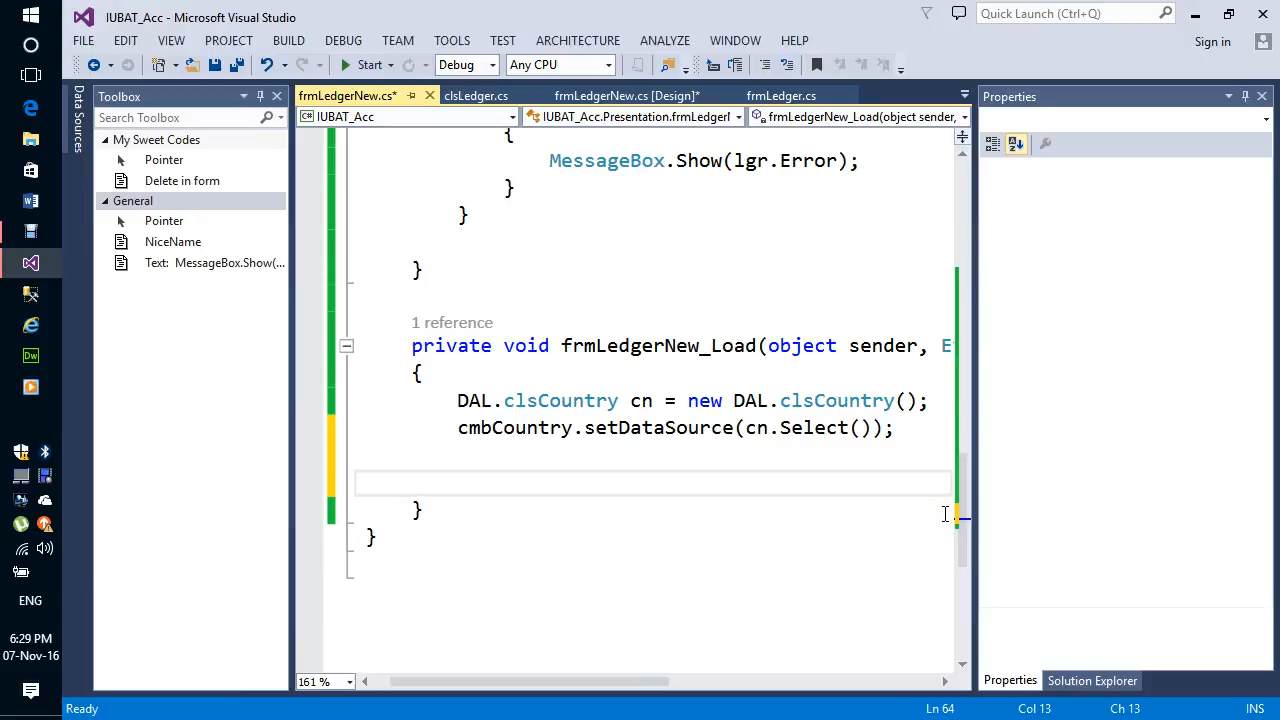 IUBAT_Acc - Microsoft Visual Studio
Quick Launch (Ctrl+Q)
FILE EDIT VIEW PROJECT BUILD DEBUG TEAM TOOLS TEST ARCHITECTURE ANALYZE WINDOW HELP
Sign in
Start Debug Any CPU
Data Sources
Toolbox
Search Toolbox
My Sweet Codes
Pointer
Delete in form
General
Pointer
NiceName
Text: MessageBox.Show(...
frmLedgerNew.cs* clsLedger.cs frmLedgerNew.cs [Design]* frmLedger.cs
IUBAT_Acc IUBAT_Acc.Presentation.frmLedgerl frmLedgerNew_Load(object sender,
{
MessageBox.Show(lgr.Error);
}
}
}
1 reference
private void frmLedgerNew_Load(object sender, E
{
DAL.clsCountry cn = new DAL.clsCountry();
cmbCountry.setDataSource(cn.Select());
}
}
161 %
Properties
Properties Solution Explorer
ENG
6:29 PM
07-Nov-16
Ready Ln 64 Col 13 Ch 13 INS